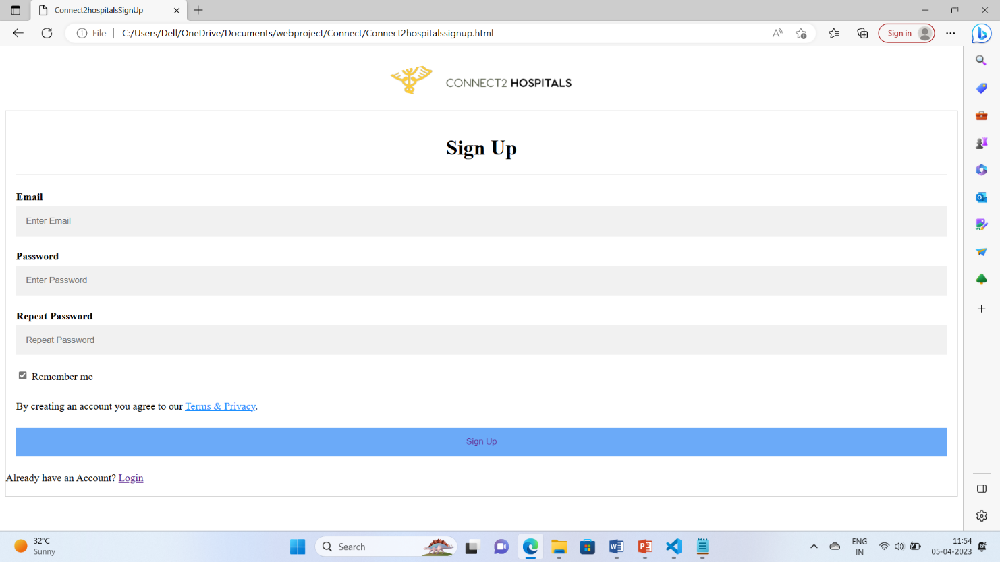 Connect2hospitalsSignUp
File | C:/Users/Dell/OneDrive/Documents/webproject/Connect/Connect2hospitalssignup.html
Sign in
CONNECT2 HOSPITALS
Sign Up
Email
Enter Email
Password
Enter Password
Repeat Password
Repeat Password
Remember me
By creating an account you agree to our Terms & Privacy.
Sign Up
Already have an Account? Login
32°C
Sunny
Search
ENG
IN
11:54
05-04-2023